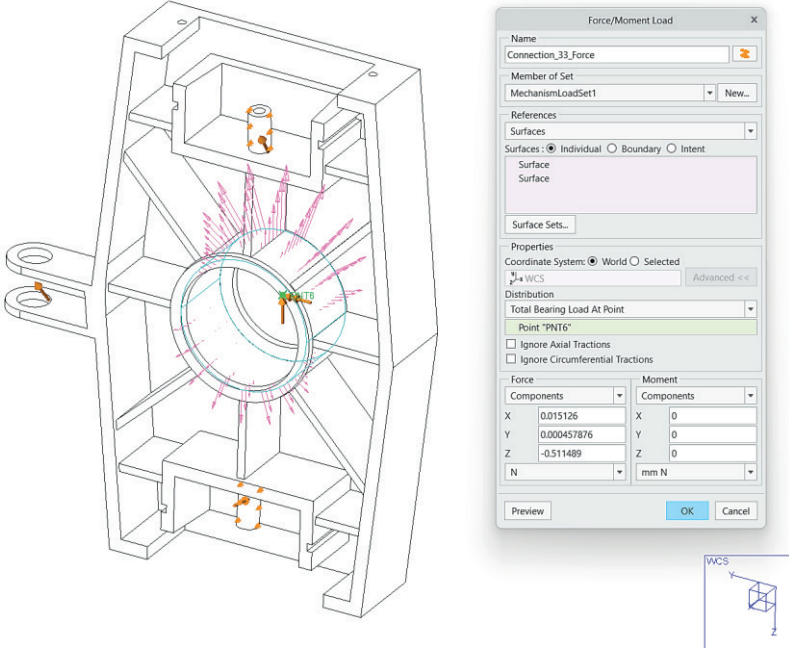 Force/Moment Load
x
Name
Connection_33_Force
Member of Set
MechanismLoadSet1
New...
References
Surfaces
Surfaces : Individual Boundary Intent
Surface
Surface
Surface Sets...
Properties
Coordinate System: World Selected
WCS
Advanced <<
Distribution
Total Bearing Load At Point
Point "PNT6"
Ignore Axial Tractions
Ignore Circumferential Tractions
Force Moment
Components Components
X 0.015126 X 0
Y 0.000457876 Y 0
Z -0.511489 Z 0
N mm N
Preview OK Cancel
PNT6
WCS
Y
Z